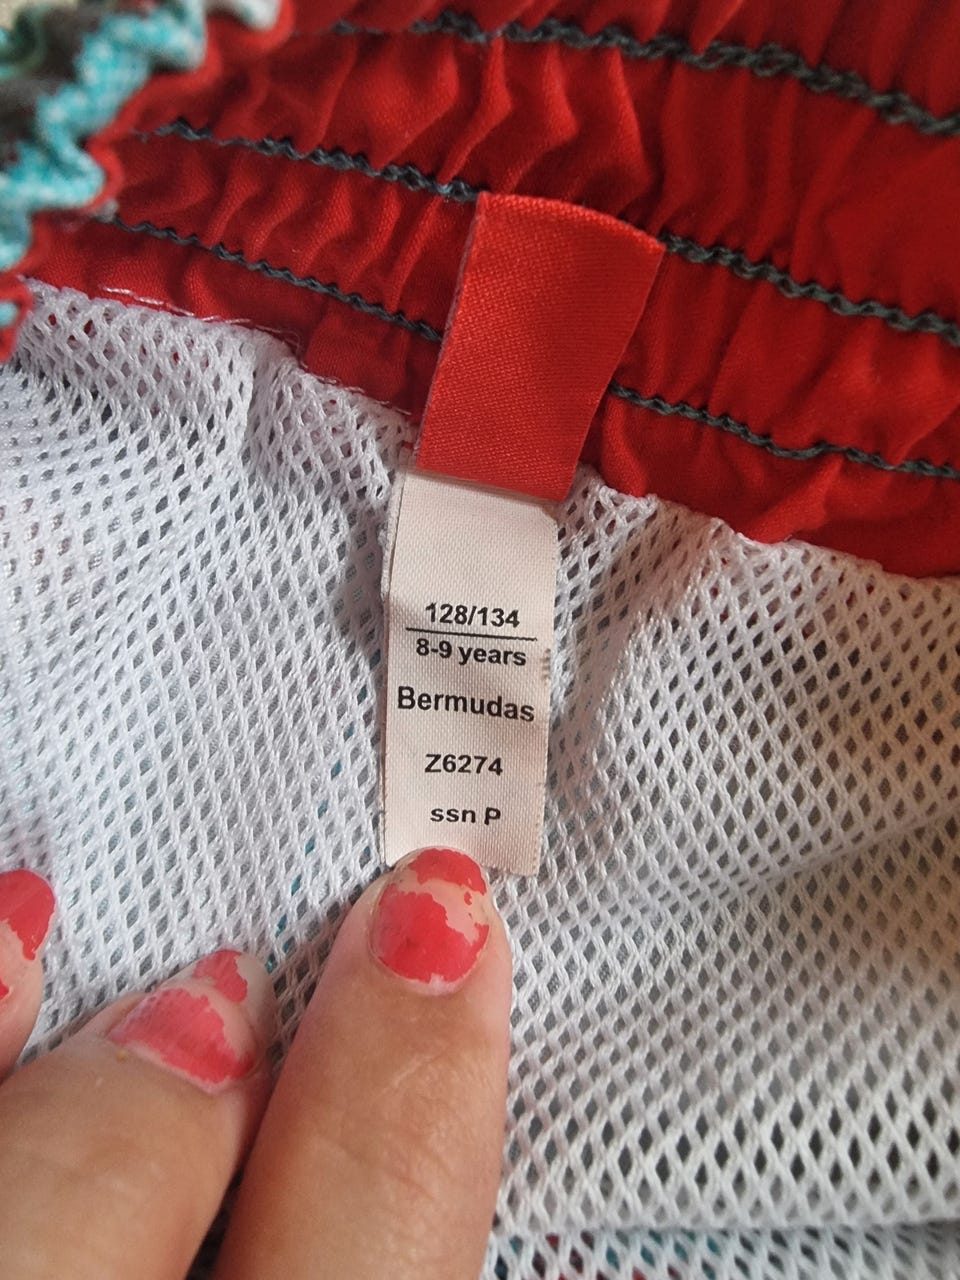 128/134
8-9 years
Bermudas
Z6274
ssn P